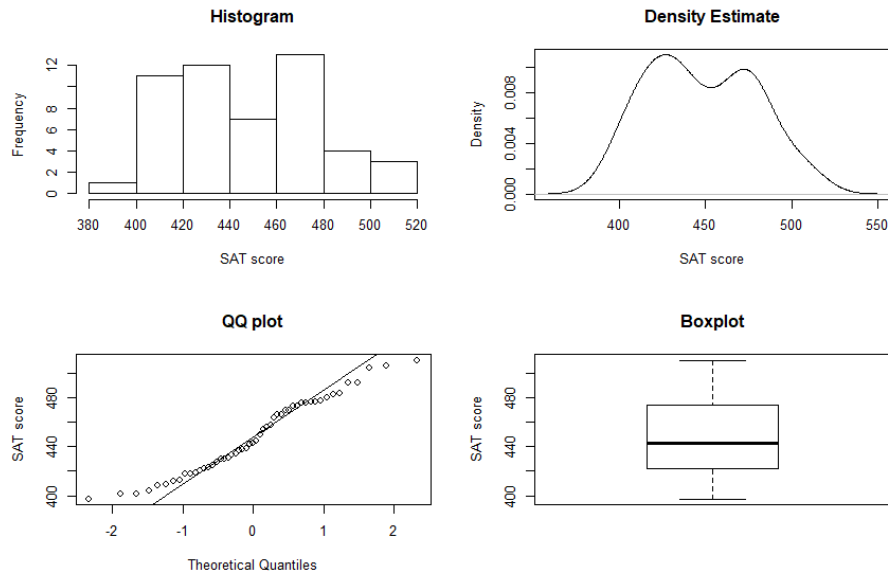 Histogram
Frequency
0 2 4 6 8 12
380 400 420 440 460 480 500 520
SAT score
Density Estimate
Density
0.000 0.004 0.008
400 450 500 550
SAT score
QQ plot
SAT score
400 440 480
-2 -1 0 1 2
Theoretical Quantiles
Boxplot
SAT score
400 440 480